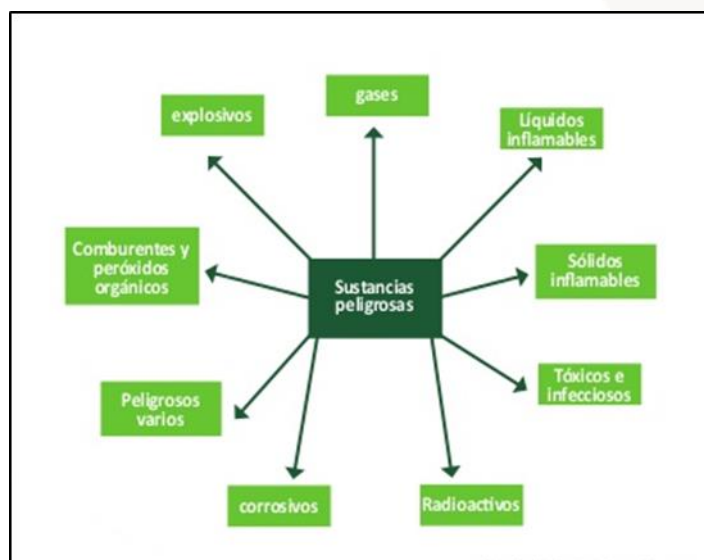 gases
explosivos
Líquidos
inflamables
Comburentes y
peróxidos
orgánicos
Sustancias
peligrosas
Sólidos
inflamables
Peligrosos
varios
Tóxicos e
infecciosos
corrosivos
Radioactivos